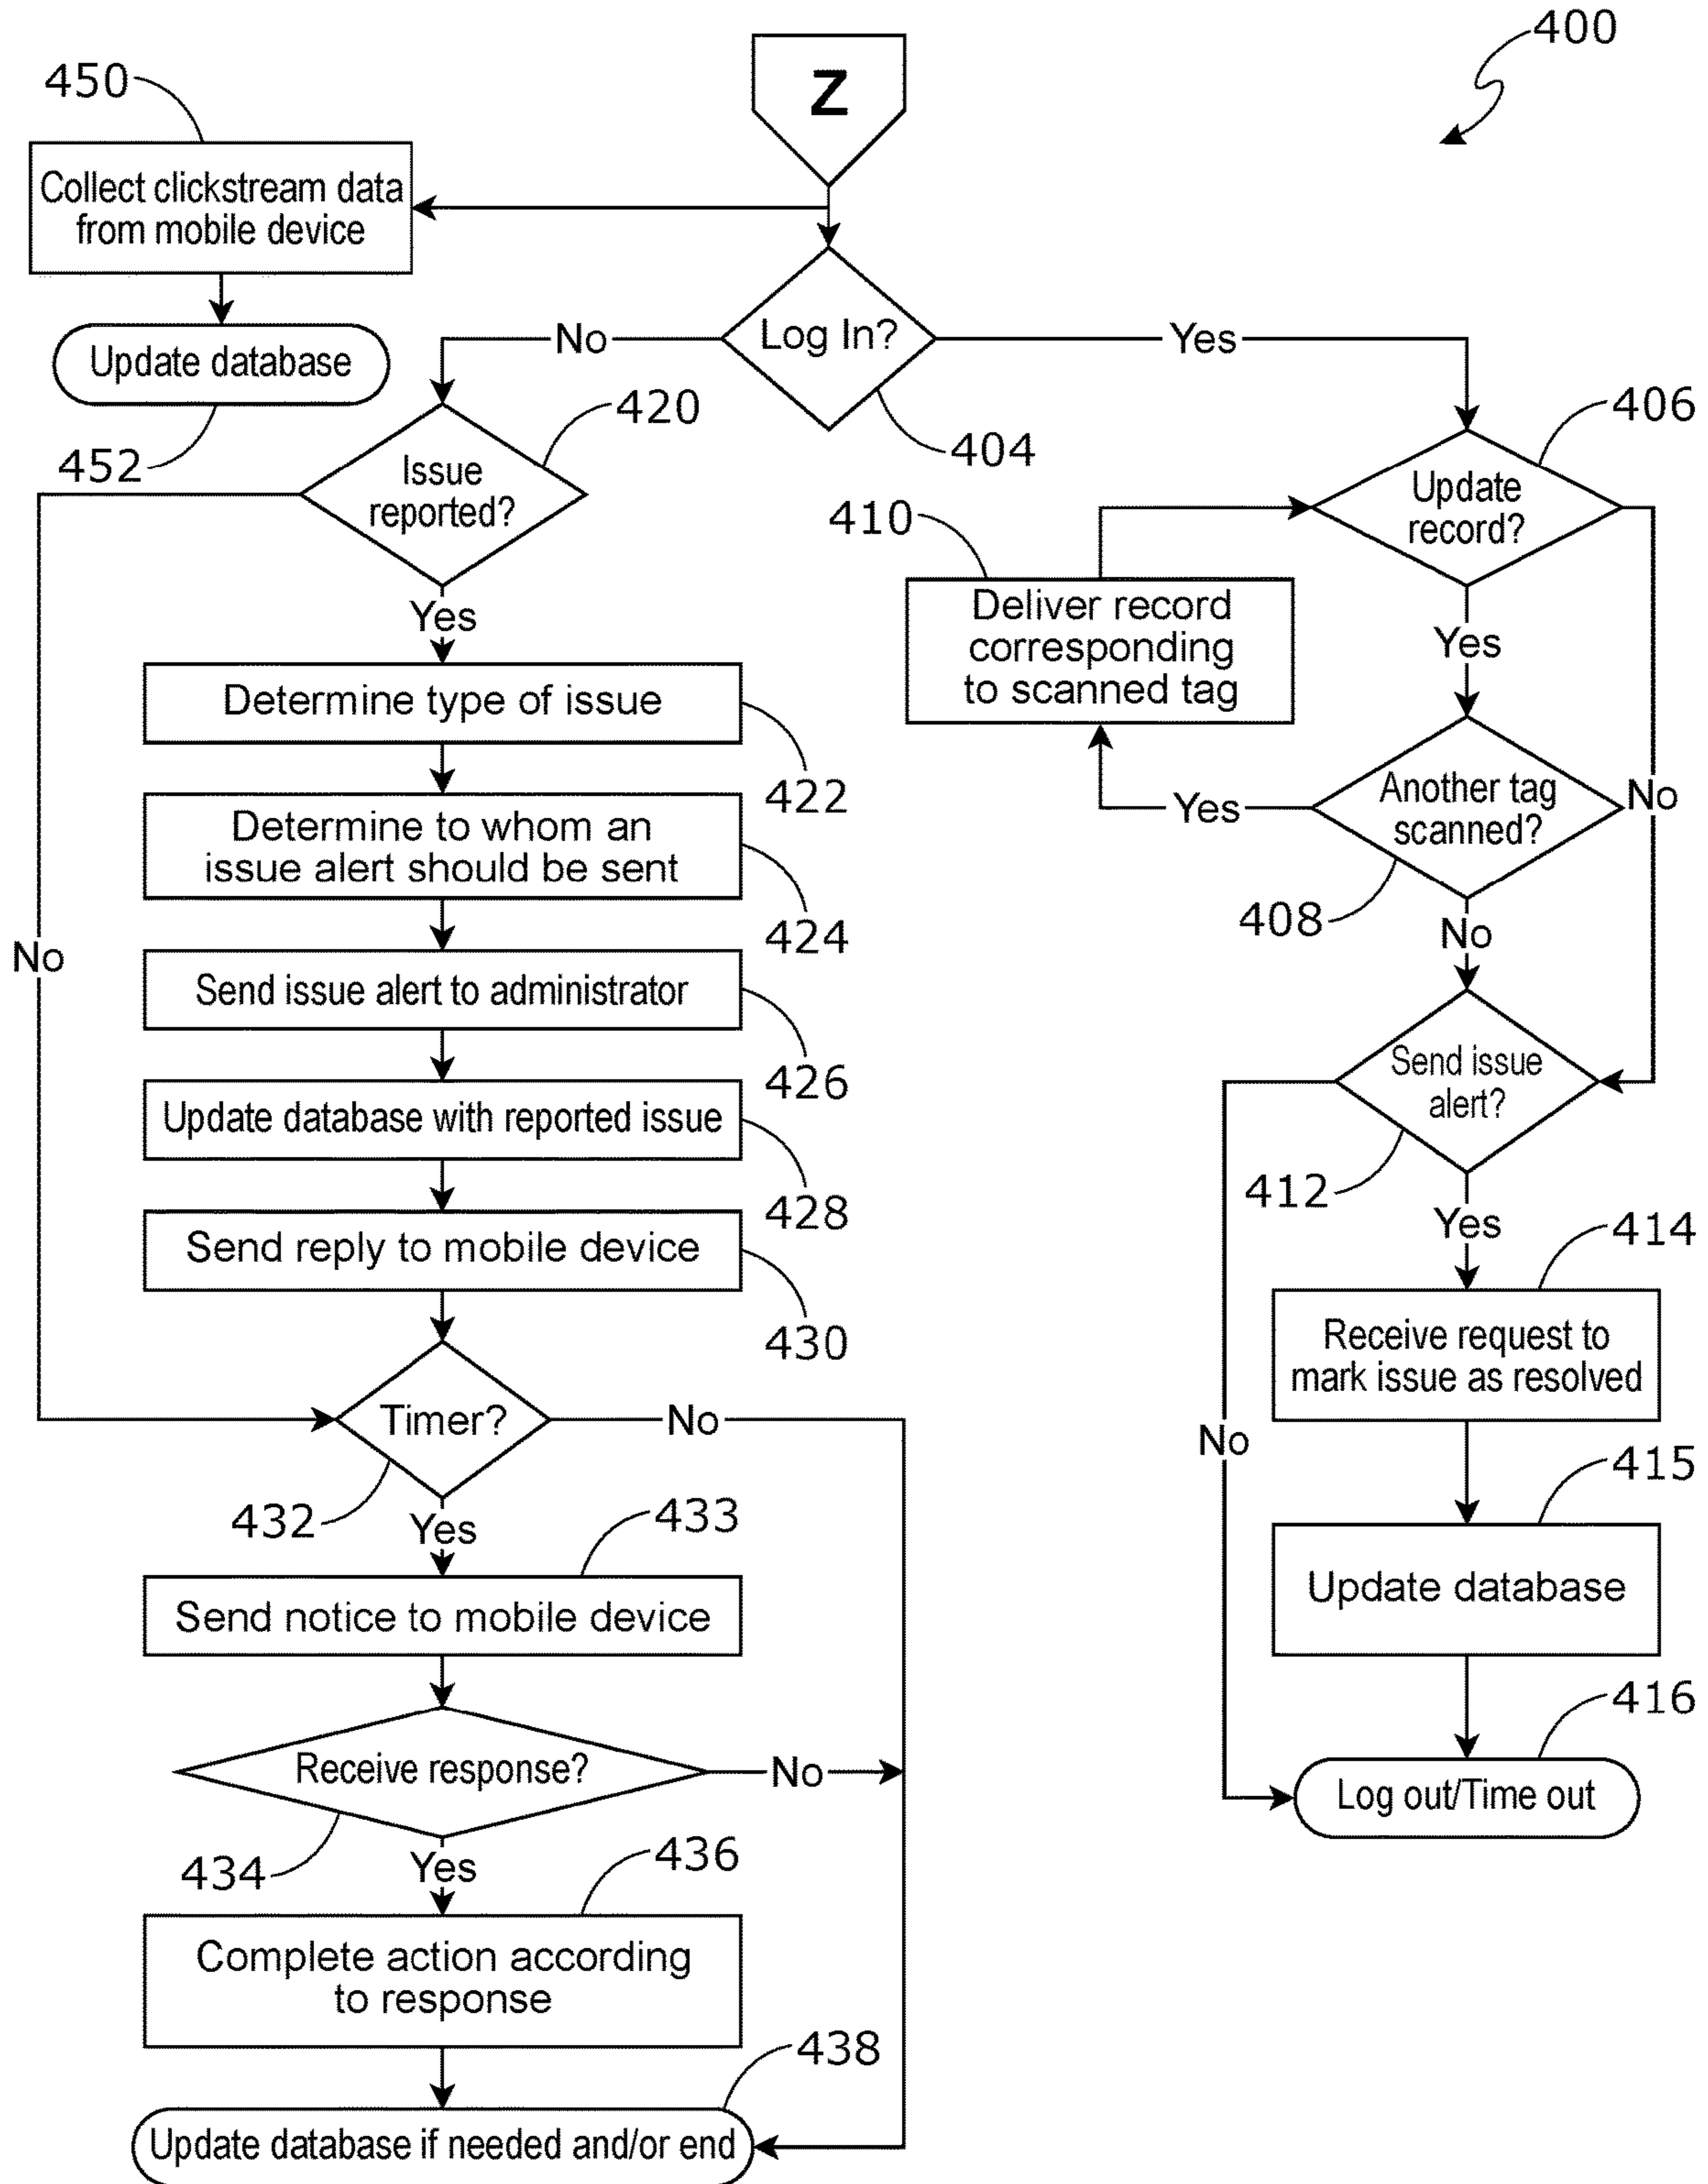 400
Z
450
Collect clickstream data
from mobile device
Log In?
No
Yes
404
Update database
452
420
Issue
reported?
406
Update
record?
410
Deliver record
corresponding
to scanned tag
Yes
Yes
Determine type of issue
422
Another tag
scanned?
Yes
No
408
No
Determine to whom an
issue alert should be sent
424
No
Send issue alert to administrator
426
Send issue
alert?
412
Yes
No
Update database with reported issue
428
Send reply to mobile device
430
414
Receive request to
mark issue as resolved
Timer?
No
432
Yes
433
415
Update database
Send notice to mobile device
416
Log out/Time out
Receive response?
No
434
Yes
436
Complete action according
to response
438
Update database if needed and/or end